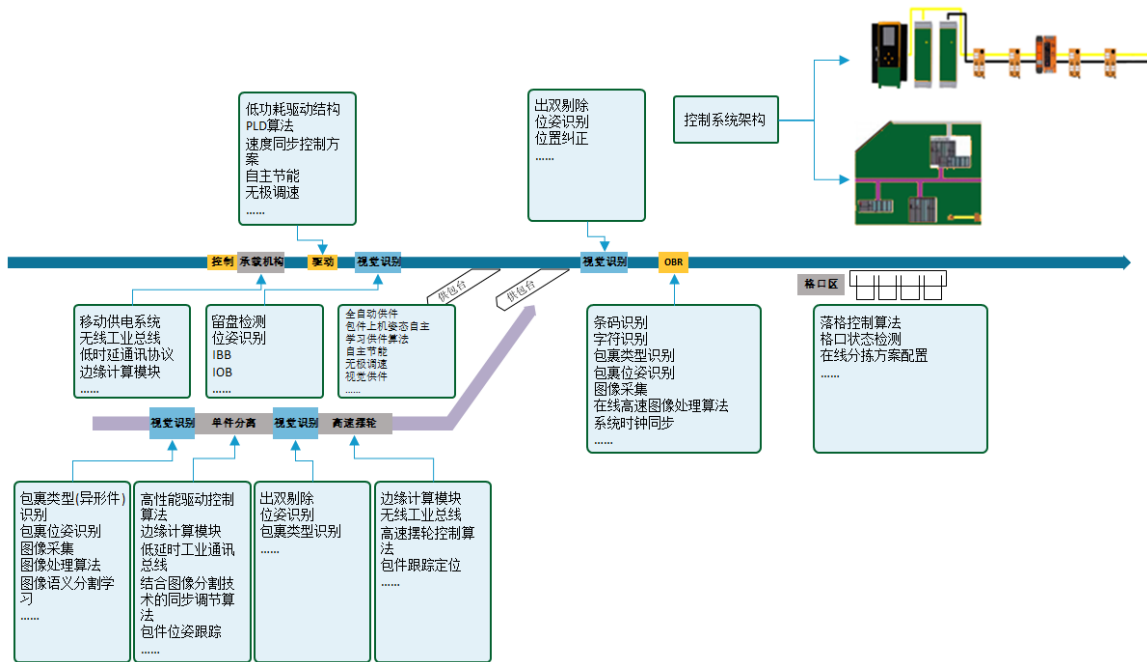 低功耗驱动结构
PLD算法
速度同步控制方
案
自主节能
无极调速
......
出双剔除
位姿识别
位置纠正
......
控制系统架构
控制
承载机构
驱动
视觉识别
视觉识别
OBR
供包台
供包台
格口区
移动供电系统
无线工业总线
低时延通讯协议
边缘计算模块
......
留盘检测
位姿识别
IBB
IOB
......
全自动供件
包件上机姿态自主
学习供件算法
自主节能
无极调速
视觉供件
......
条码识别
字符识别
包裹类型识别
包裹位姿识别
图像采集
在线高速图像处理算法
系统时钟同步
......
落格控制算法
格口状态检测
在线分拣方案配置
......
视觉识别
单件分离
视觉识别
高速摆轮
包裹类型(异形件)
识别
包裹位姿识别
图像采集
图像处理算法
图像语义分割学
习
......
高性能驱动控制
算法
边缘计算模块
低延时工业通讯
总线
结合图像分割技
术的同步调节算
法
包件位姿跟踪
......
出双剔除
位姿识别
包裹类型识别
......
边缘计算模块
无线工业总线
高速摆轮控制算
法
包件跟踪定位
......